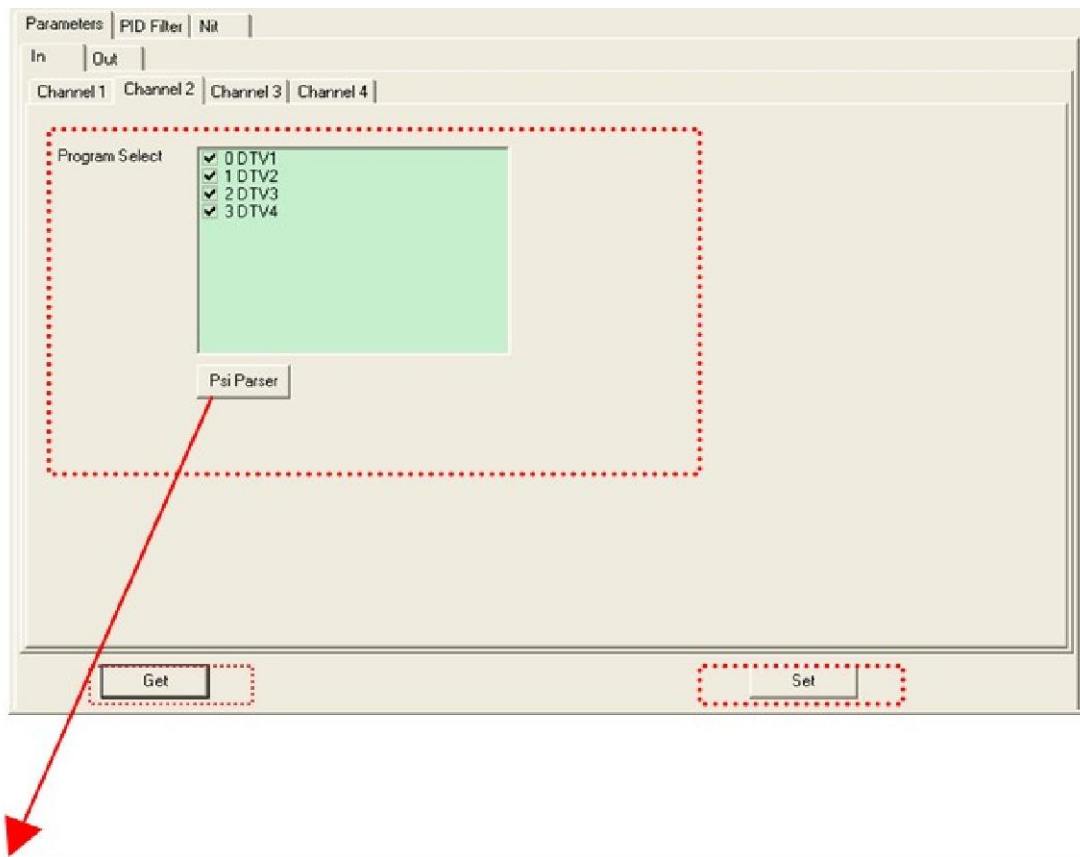 Parameters PID Filter Nit
In Out
Channel 1 Channel 2 Channel 3 Channel 4
Program Select
0 DTV1
1 DTV2
2 DTV3
3 DTV4
Psi Parser
Get Set